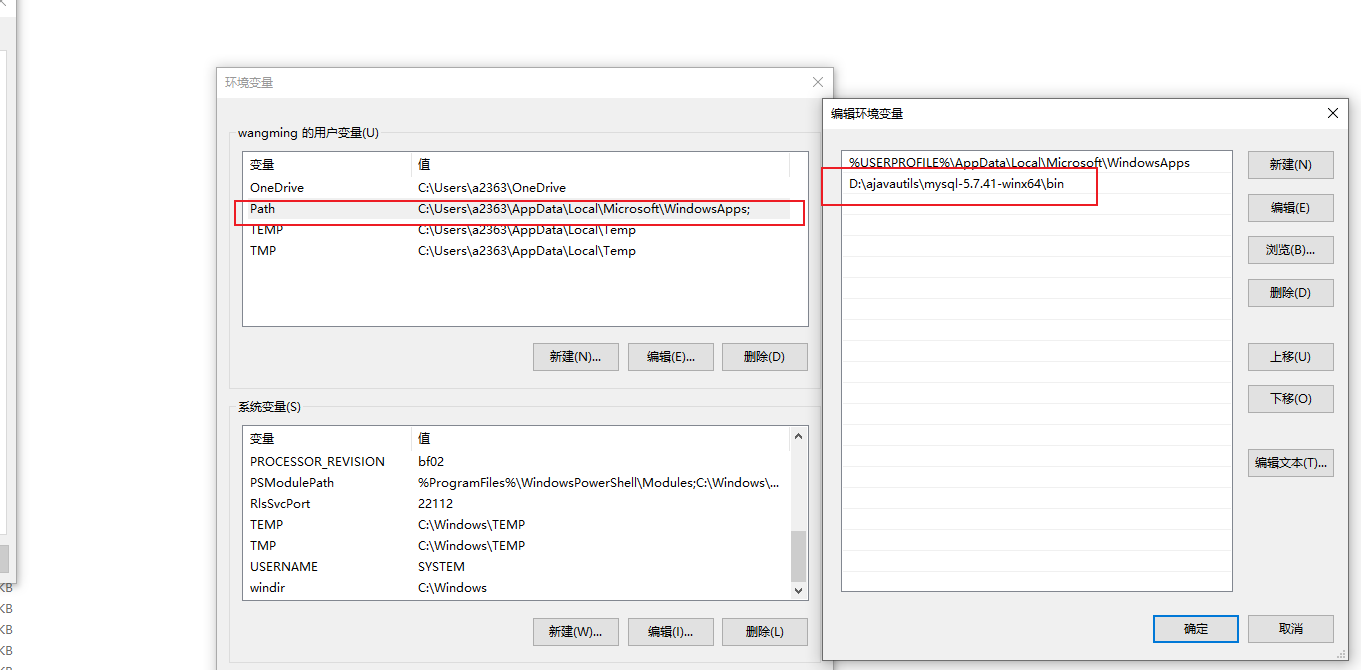 环境变量
wangming 的用户变量(U)
变量 值
OneDrive C:\Users\a2363\OneDrive
Path C:\Users\a2363\AppData\Local\Microsoft\WindowsApps;
TEMP C:\Users\a2363\AppData\Local\Temp
TMP C:\Users\a2363\AppData\Local\Temp
新建(N)... 编辑(E)... 删除(D)
系统变量(S)
变量 值
PROCESSOR_REVISION bf02
PSModulePath %ProgramFiles%\WindowsPowerShell\Modules;C:\Windows\...
RlsSvcPort 22112
TEMP C:\Windows\TEMP
TMP C:\Windows\TEMP
USERNAME SYSTEM
windir C:\Windows
新建(W)... 编辑(I)... 删除(L)
编辑环境变量
%USERPROFILE%\AppData\Local\Microsoft\WindowsApps
D:\ajavautils\mysql-5.7.41-winx64\bin
新建(N)
编辑(E)
浏览(B)...
删除(D)
上移(U)
下移(O)
编辑文本(T)...
确定 取消
KB
KB
KB
KB